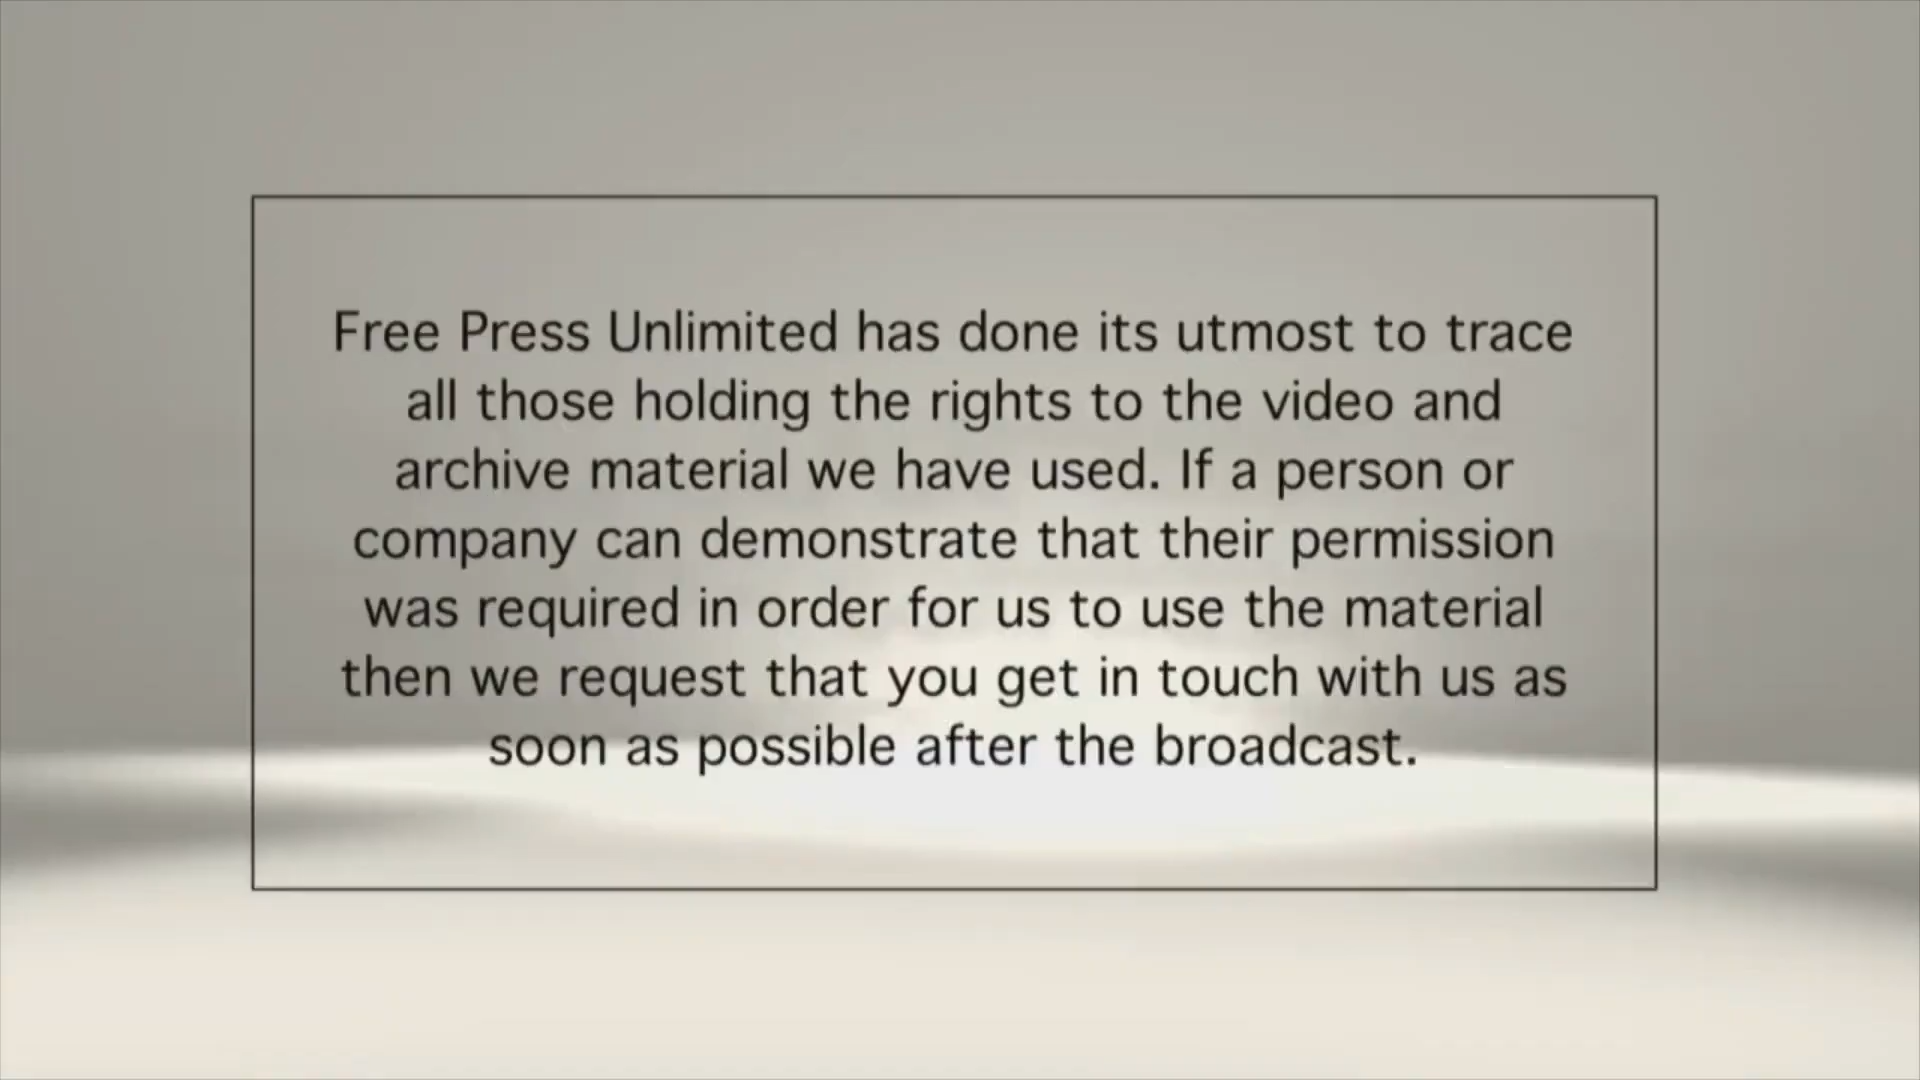 Free Press Unlimited has done its utmost to trace
all those holding the rights to the video and
archive material we have used. If a person or
company can demonstrate that their permission
was required in order for us to use the material
then we request that you get in touch with us as
soon as possible after the broadcast.